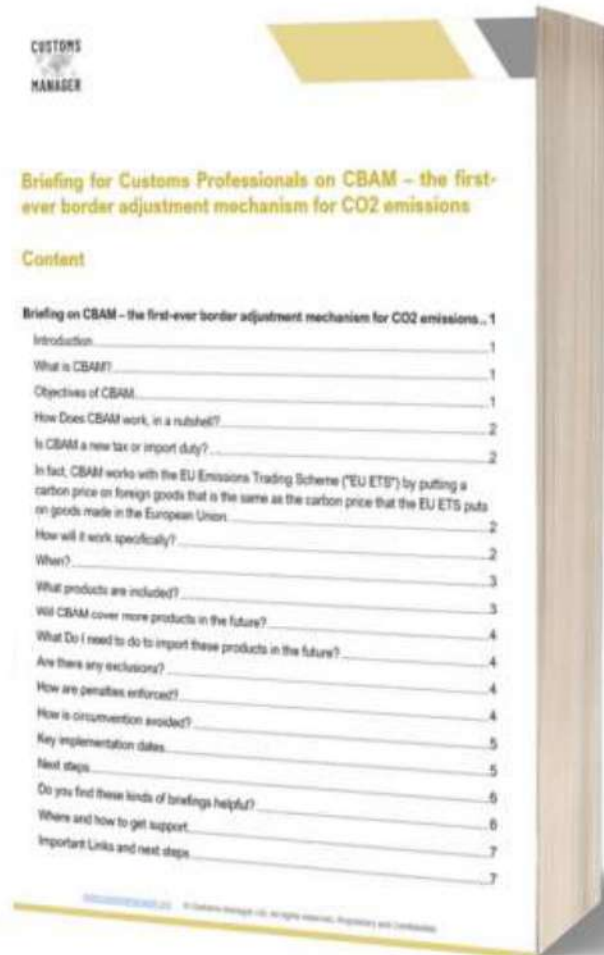 CUSTOMS
MANAGER
Briefing for Customs Professionals on CBAM – the first-
ever border adjustment mechanism for CO2 emissions
Content
Briefing on CBAM – the first-ever border adjustment mechanism for CO2 emissions.. 1
Introduction 1
What is CBAM? 1
Objectives of CBAM 1
How Does CBAM work, in a nutshell? 2
Is CBAM a new tax or import duty? 2
In fact, CBAM works with the EU Emissions Trading Scheme ("EU ETS") by putting a
carbon price on foreign goods that is the same as the carbon price that the EU ETS puts
on goods made in the European Union 2
How will it work specifically? 2
When? 3
What products are included? 3
Will CBAM cover more products in the future? 4
What Do I need to do to import these products in the future? 4
Are there any exclusions? 4
How are penalties enforced? 4
How is circumvention avoided? 5
Key implementation dates 5
Next steps 6
Do you find these kinds of briefings helpful? 6
Where and how to get support 7
Important Links and next steps 7
© Customs Manager Ltd. All rights reserved. Proprietary and Confidential